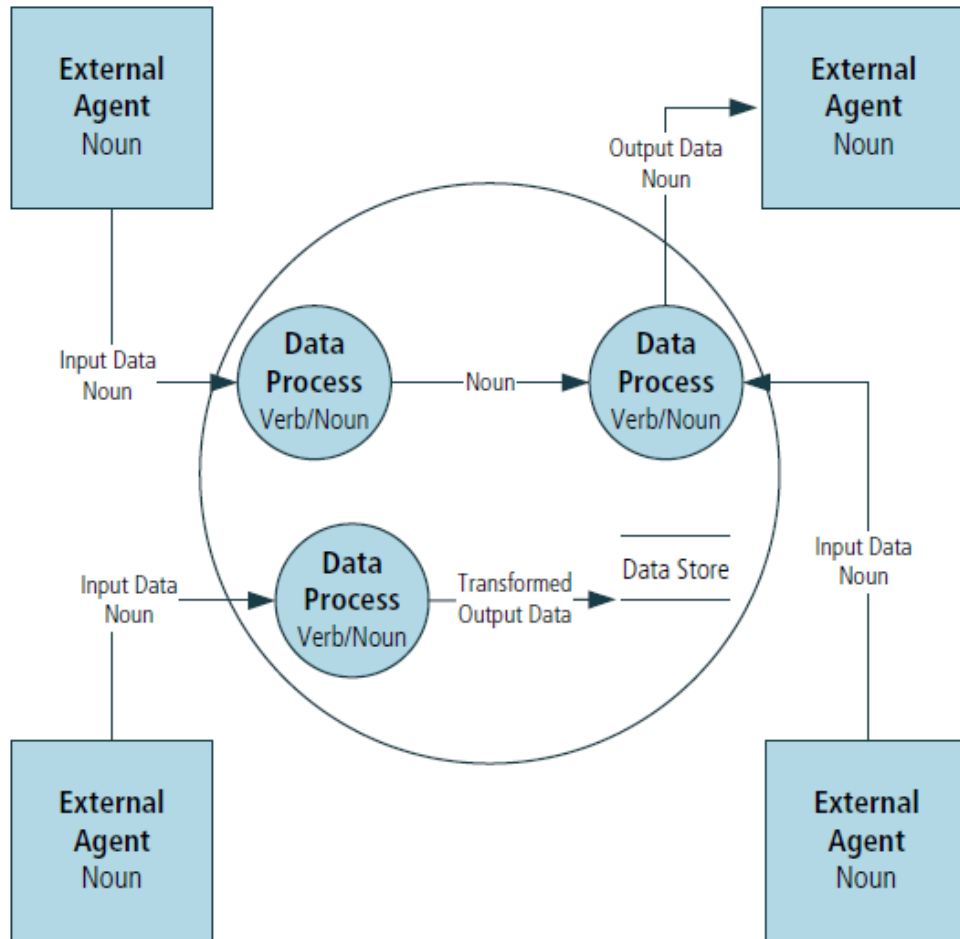 External
Agent
Noun
External
Agent
Noun
Output Data
Noun
Input Data
Noun
Data
Process
Verb/Noun
Noun
Data
Process
Verb/Noun
Input Data
Noun
Data
Process
Verb/Noun
Transformed
Output Data
Data Store
Input Data
Noun
External
Agent
Noun
External
Agent
Noun